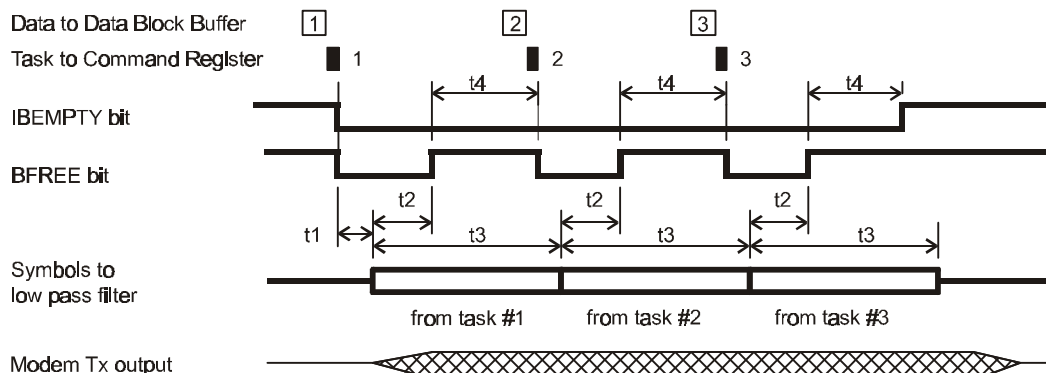 Data to Data Block Buffer
1
2
3
Task to Command Register
1
2
3
t4
t4
t4
IBEMPTY bit
BFREE bit
t2
t2
t2
t1
t3
t3
t3
Symbols to
low pass filter
from task #1
from task #2
from task #3
Modem Tx output